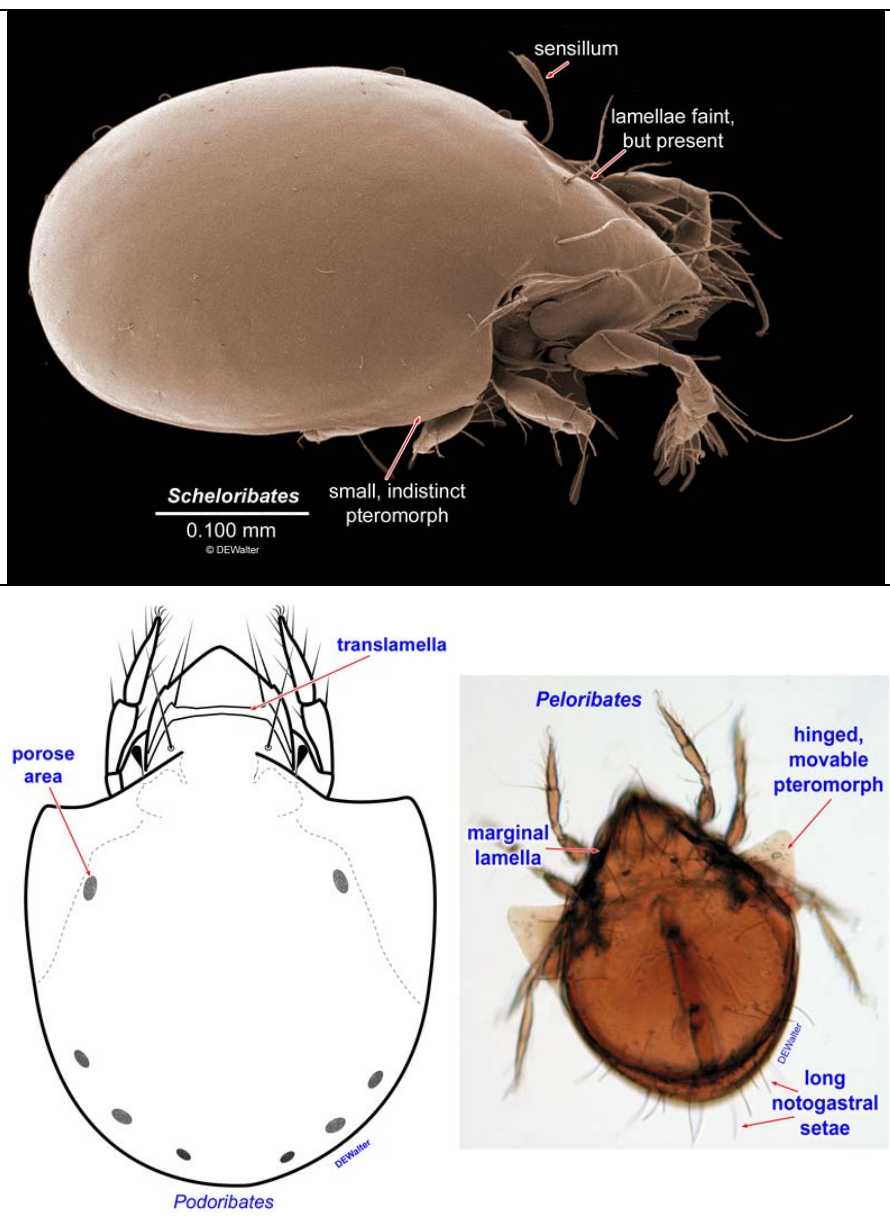 sensillum
lamellae faint,
but present
Scheloribates
0.100 mm
© DEWalter
small, indistinct
pteromorph
translamella
porose
area
DEWalter
Podoribates
Peloribates
hinged,
movable
pteromorph
marginal
lamella
DEWalter
long
notogastral
setae